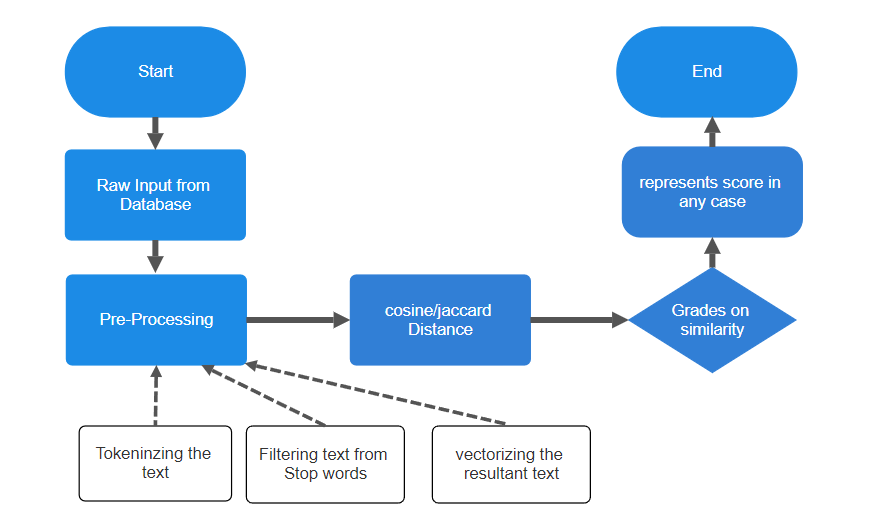 Start
Raw Input from
Database
Pre-Processing
Tokeninzing the
text
Filtering text from
Stop words
vectorizing the
resultant text
cosine/jaccard
Distance
Grades on
similarity
represents score in
any case
End